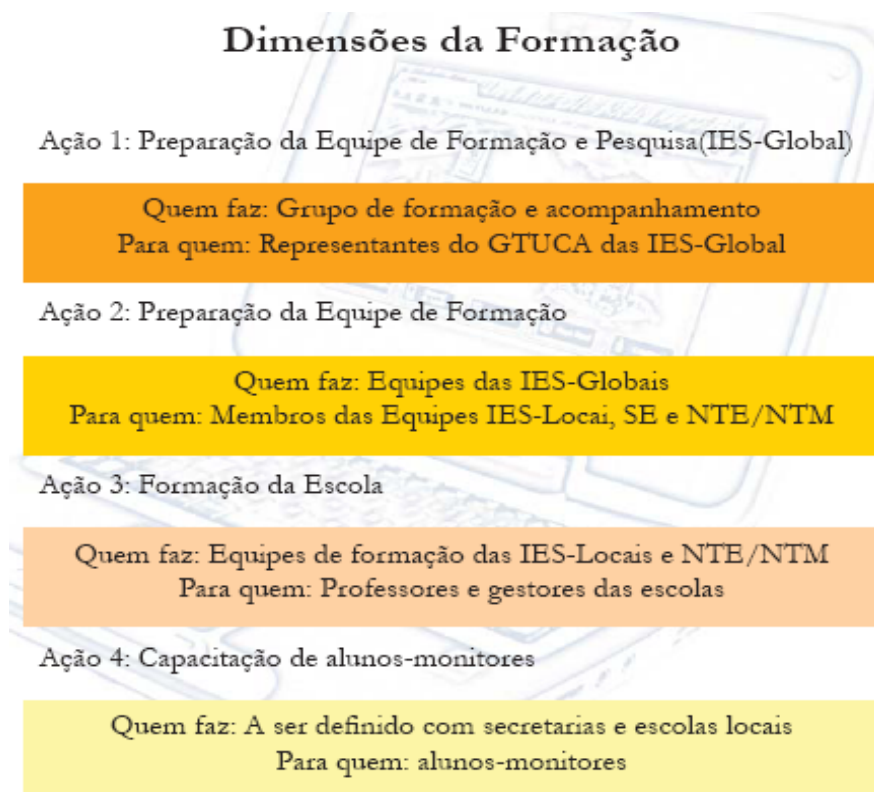 Dimensões da Formação
Ação 1: Preparação da Equipe de Formação e Pesquisa(IES-Global)
Quem faz: Grupo de formação e acompanhamento
Para quem: Representantes do GTUCA das IES-Global
Ação 2: Preparação da Equipe de Formação
Quem faz: Equipes das IES-Globais
Para quem: Membros das Equipes IES-Locai, SE e NTE/NTM
Ação 3: Formação da Escola
Quem faz: Equipes de formação das IES-Locais e NTE/NTM
Para quem: Professores e gestores das escolas
Ação 4: Capacitação de alunos-monitores
Quem faz: A ser definido com secretarias e escolas locais
Para quem: alunos-monitores